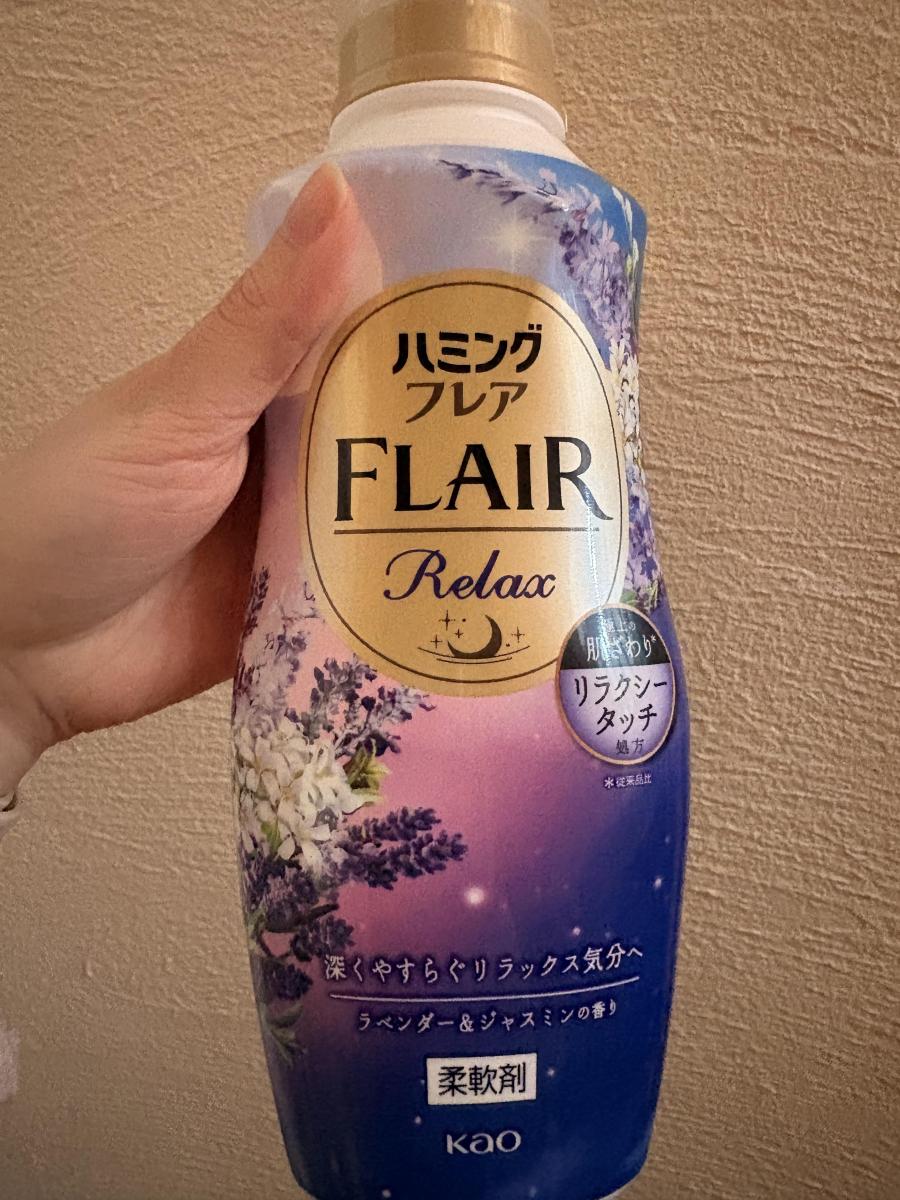 ハミング
フレア
FLAIR
Relax
極上の
肌ざわり*
リラクシー
タッチ
処方
*従来品比
深くやすらぐリラックス気分へ
ラベンダー&ジャスミンの香り
柔軟剤
Kao